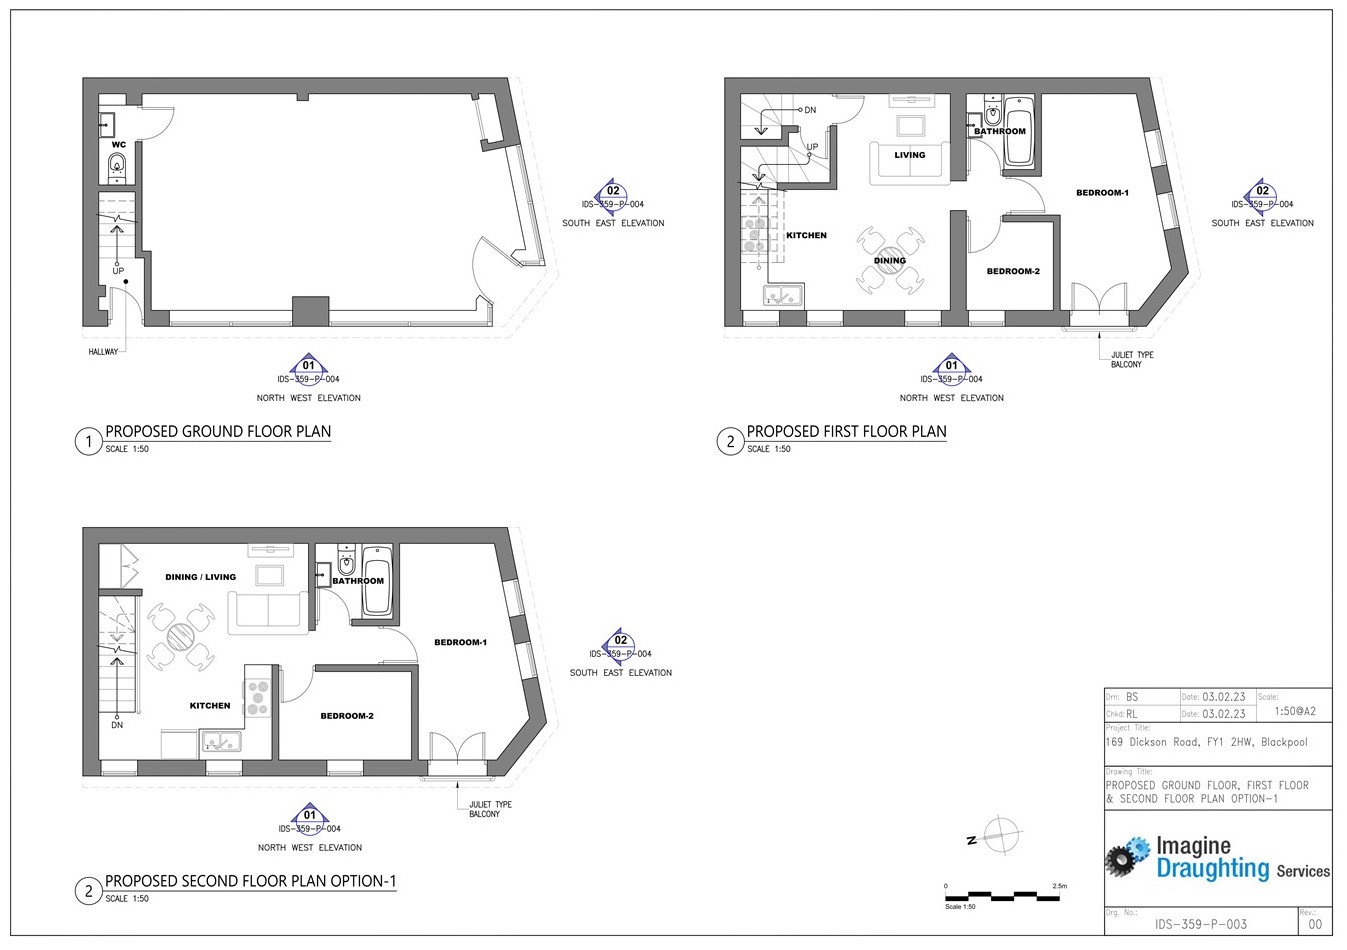 WC
UP
HALLWAY
02
IDS-359-P-004
SOUTH EAST ELEVATION
01
IDS-359-P-004
NORTH WEST ELEVATION
1
PROPOSED GROUND FLOOR PLAN
SCALE 1:50
DN
UP
LIVING
BATHROOM
BEDROOM-1
KITCHEN
DINING
BEDROOM-2
JULIET TYPE
BALCONY
02
IDS-359-P-004
SOUTH EAST ELEVATION
01
IDS-359-P-004
NORTH WEST ELEVATION
2
PROPOSED FIRST FLOOR PLAN
SCALE 1:50
DINING / LIVING
BATHROOM
BEDROOM-1
KITCHEN
BEDROOM-2
DN
JULIET TYPE
BALCONY
02
IDS-359-P-004
SOUTH EAST ELEVATION
01
IDS-359-P-004
NORTH WEST ELEVATION
2
PROPOSED SECOND FLOOR PLAN OPTION-1
SCALE 1:50
N
0 2.5m
Scale 1:50
Drn: BS Date: 03.02.23 Scale:
Chkd: RL Date: 03.02.23 1:50@A2
Project Title:
169 Dickson Road, FY1 2HW, Blackpool
Drawing Title:
PROPOSED GROUND FLOOR, FIRST FLOOR
& SECOND FLOOR PLAN OPTION-1
Imagine
Draughting Services
Drg. No.: Rev.:
IDS-359-P-003 00